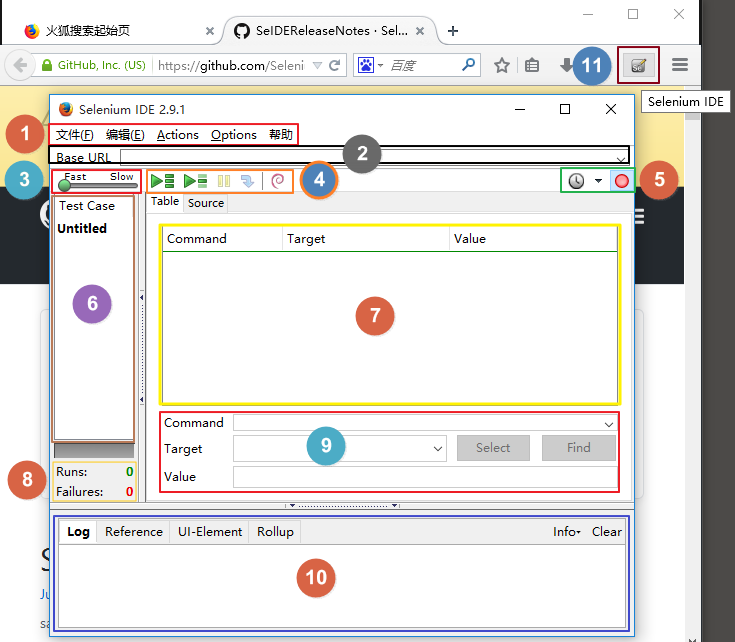 火狐搜索起始页
SeIDEReleaseNotes · Sel...
GitHub, Inc. (US)
https://github.com/Seleni
百度
11
Selenium IDE
Selenium IDE 2.9.1
1
文件(F) 编辑(E) Actions Options 帮助
Base URL
2
3
Fast Slow
4
5
Test Case
Untitled
Table Source
Command Target Value
6
7
Command
Target
Select Find
9
Value
8
Runs: 0
Failures: 0
Log Reference UI-Element Rollup Info Clear
10
S
Ju
sa